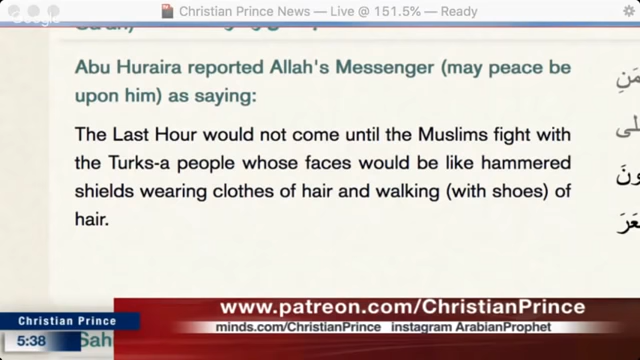 Christian Prince News — Live @ 151.5% — Ready
Abu Huraira reported Allah's Messenger (may peace be
upon him) as saying:
The Last Hour would not come until the Muslims fight with
the Turks-a people whose faces would be like hammered
shields wearing clothes of hair and walking (with shoes) of
hair.
www.patreon.com/ChristianPrince
Christian Prince
minds.com/ChristianPrince instagram ArabianProphet
5:38
Sah